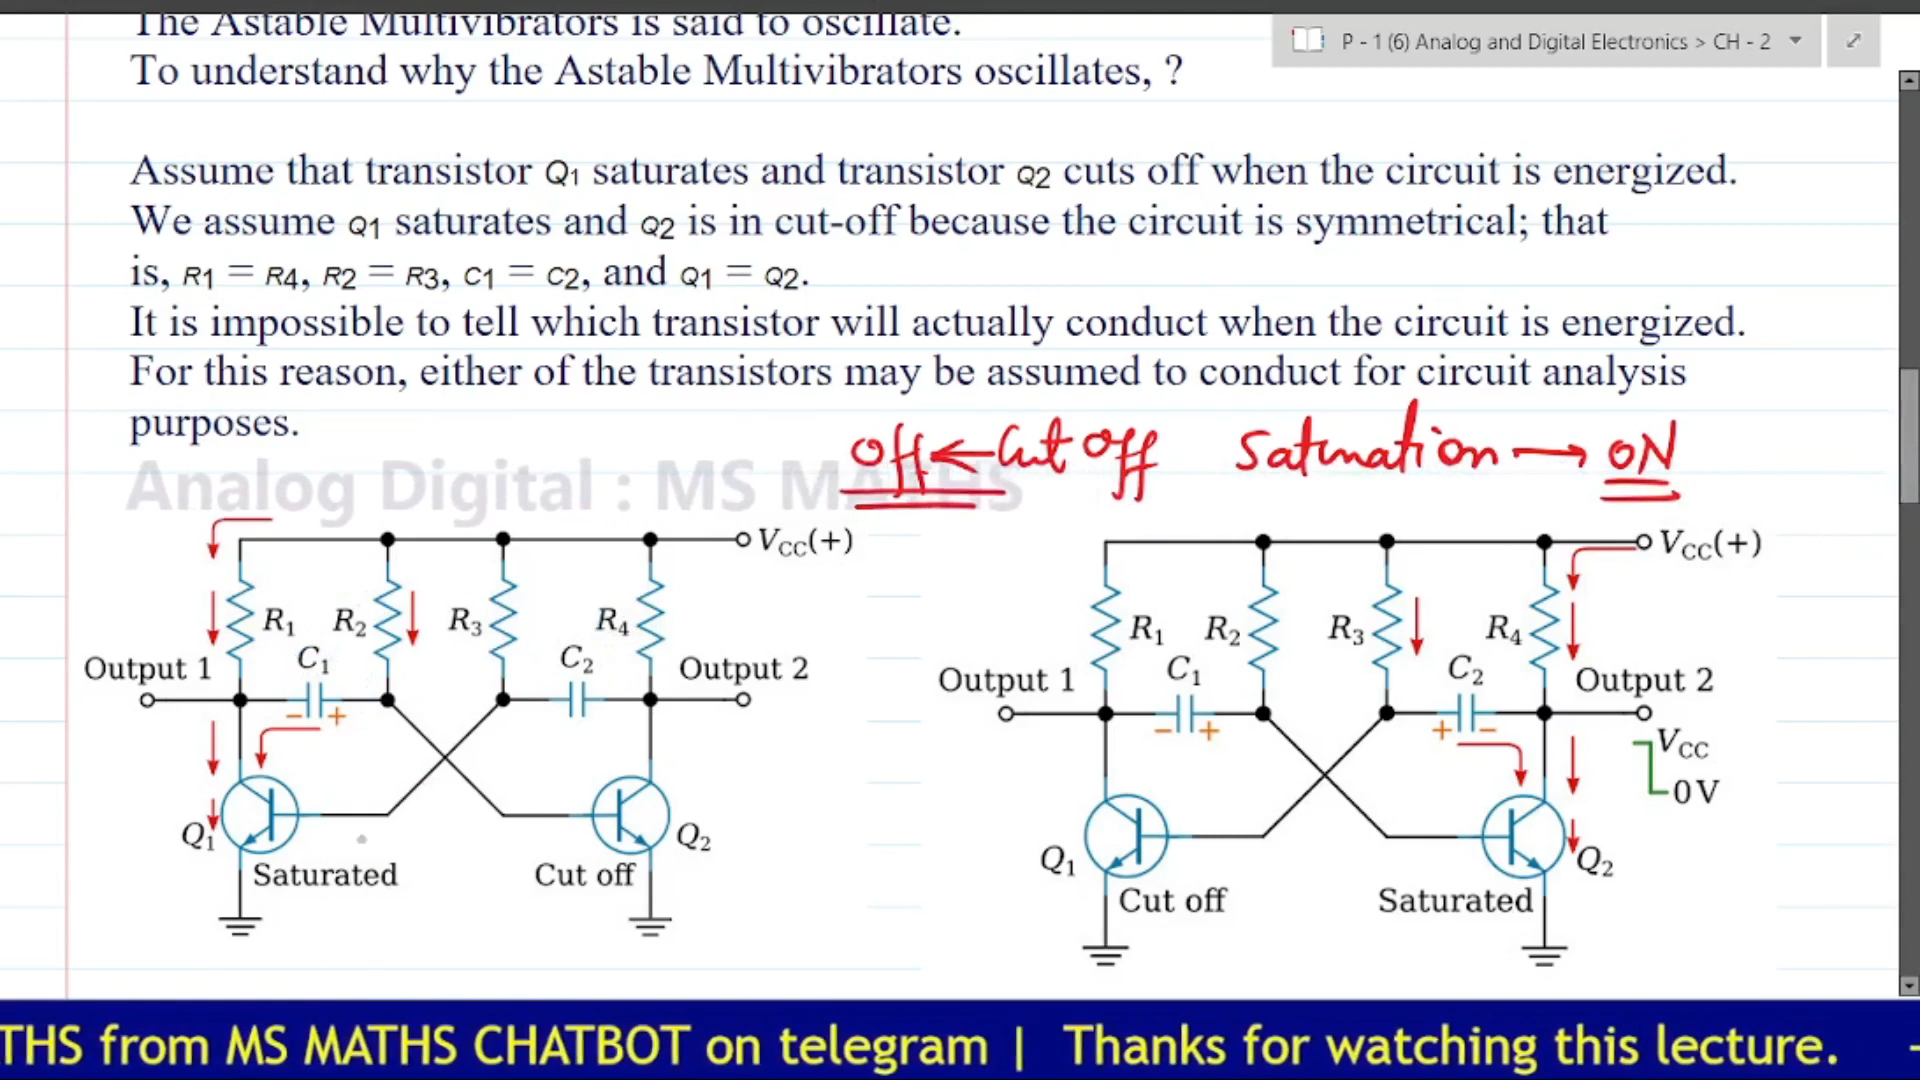 The Astable Multivibrators is said to oscillate.
P - 1 (6) Analog and Digital Electronics > CH - 2
To understand why the Astable Multivibrators oscillates, ?
Assume that transistor Q1 saturates and transistor Q2 cuts off when the circuit is energized.
We assume Q1 saturates and Q2 is in cut-off because the circuit is symmetrical; that
is, R1 = R4, R2 = R3, C1 = C2, and Q1 = Q2.
It is impossible to tell which transistor will actually conduct when the circuit is energized.
For this reason, either of the transistors may be assumed to conduct for circuit analysis
purposes.
Off ← Cut off Saturation → ON
Analog Digital : MS MATHS
VCC(+)
R1 R2 R3 R4
C1 C2
Output 1 Output 2
- +
Q1 Q2
Saturated Cut off
VCC(+)
R1 R2 R3 R4
C1 C2
Output 1 Output 2
- + + -
VCC
0V
Q1 Q2
Cut off Saturated
THS from MS MATHS CHATBOT on telegram | Thanks for watching this lecture. -